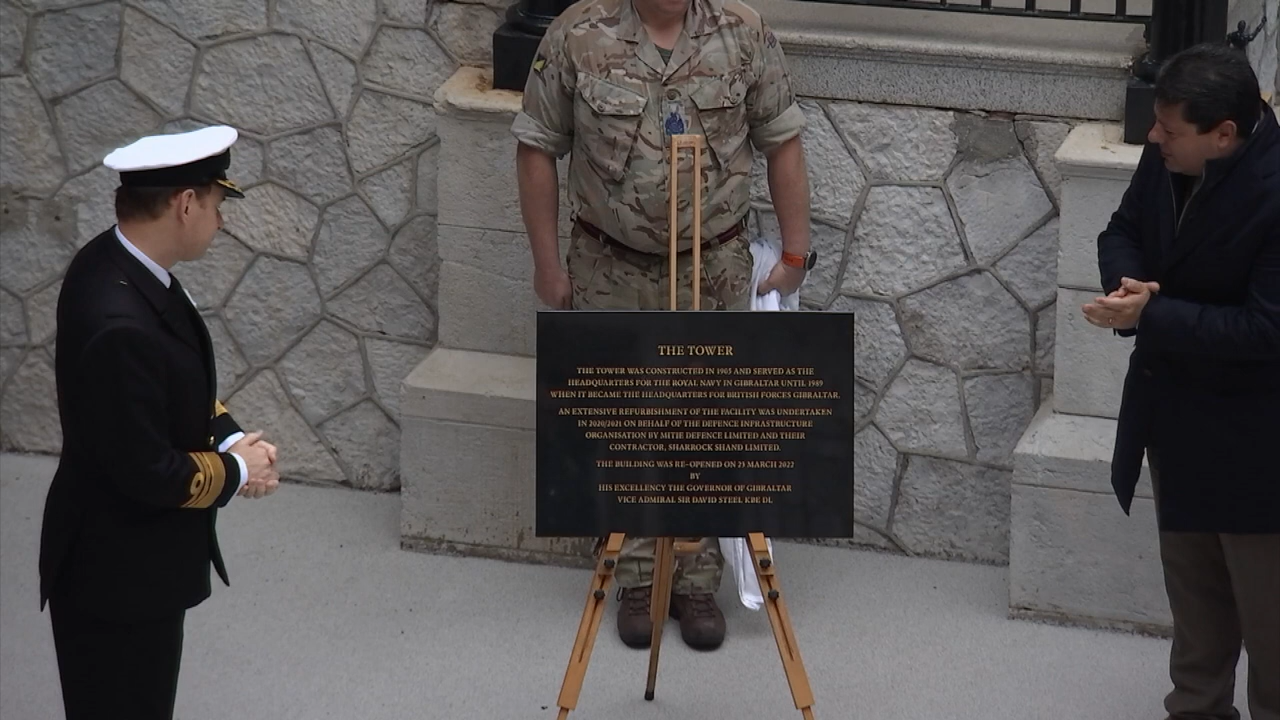 THE TOWER
THE TOWER WAS CONSTRUCTED IN 1903 AND SERVED AS THE
HEADQUARTERS FOR THE ROYAL NAVY IN GIBRALTAR UNTIL 1989
WHEN IT BECAME THE HEADQUARTERS FOR BRITISH FORCES GIBRALTAR.
AN EXTENSIVE REFURBISHMENT OF THE FACILITY WAS UNDERTAKEN
IN 2020/2021 ON BEHALF OF THE DEFENCE INFRASTRUCTURE
ORGANISATION BY MITIE DEFENCE LIMITED AND THEIR
CONTRACTOR, SHARROCK SHAND LIMITED.
THE BUILDING WAS RE-OPENED ON 23 MARCH 2022
BY
HIS EXCELLENCY THE GOVERNOR OF GIBRALTAR
VICE ADMIRAL SIR DAVID STEEL KBE DL